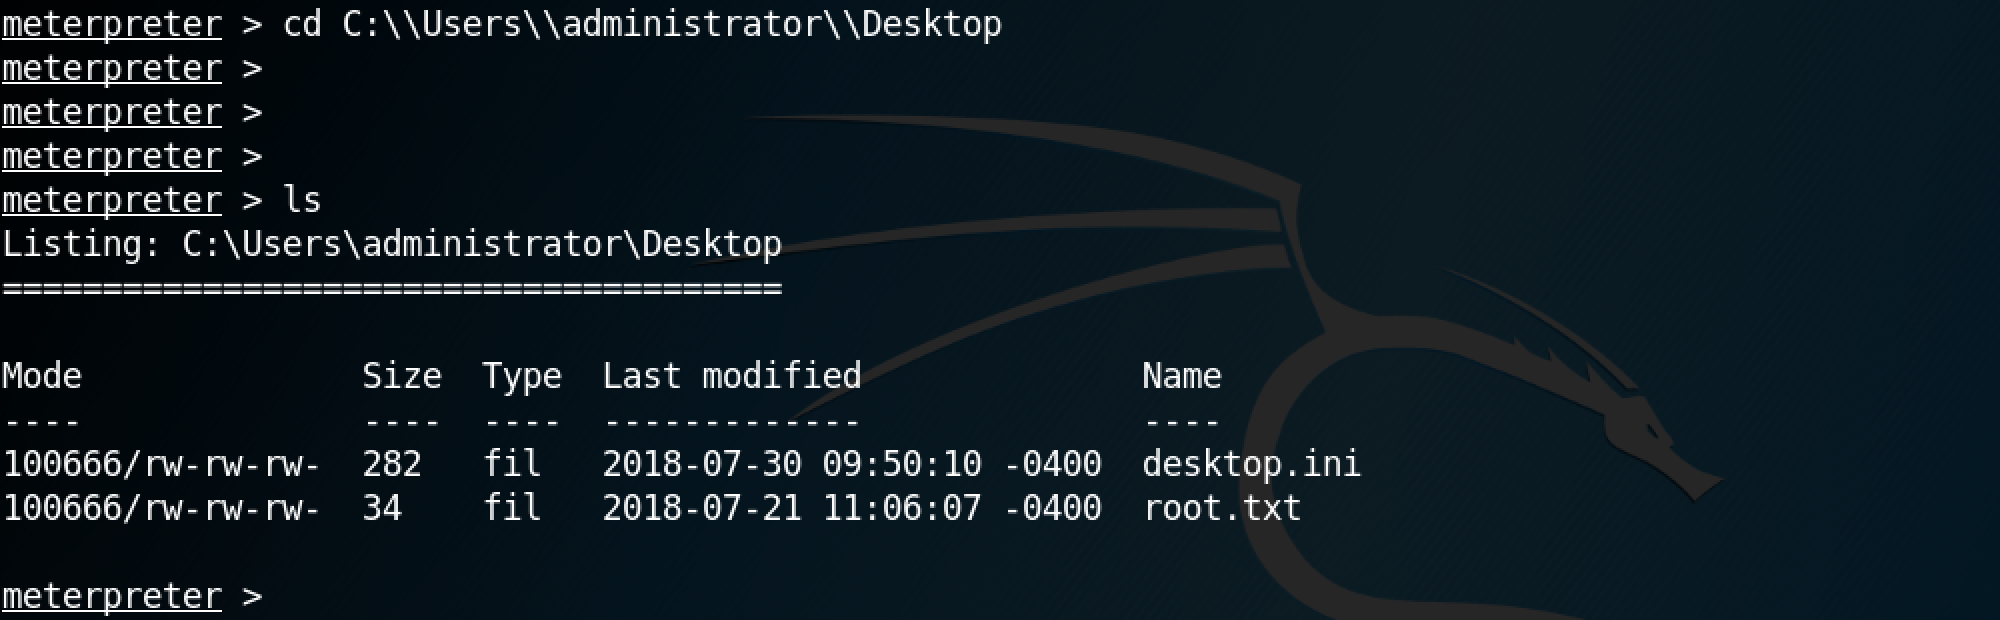 meterpreter > cd C:\\Users\\administrator\\Desktop
meterpreter >
meterpreter >
meterpreter >
meterpreter > ls
Listing: C:\Users\administrator\Desktop
=======================================
Mode              Size  Type  Last modified              Name
----              ----  ----  -------------              ----
100666/rw-rw-rw-  282   fil   2018-07-30 09:50:10 -0400  desktop.ini
100666/rw-rw-rw-  34    fil   2018-07-21 11:06:07 -0400  root.txt
meterpreter >